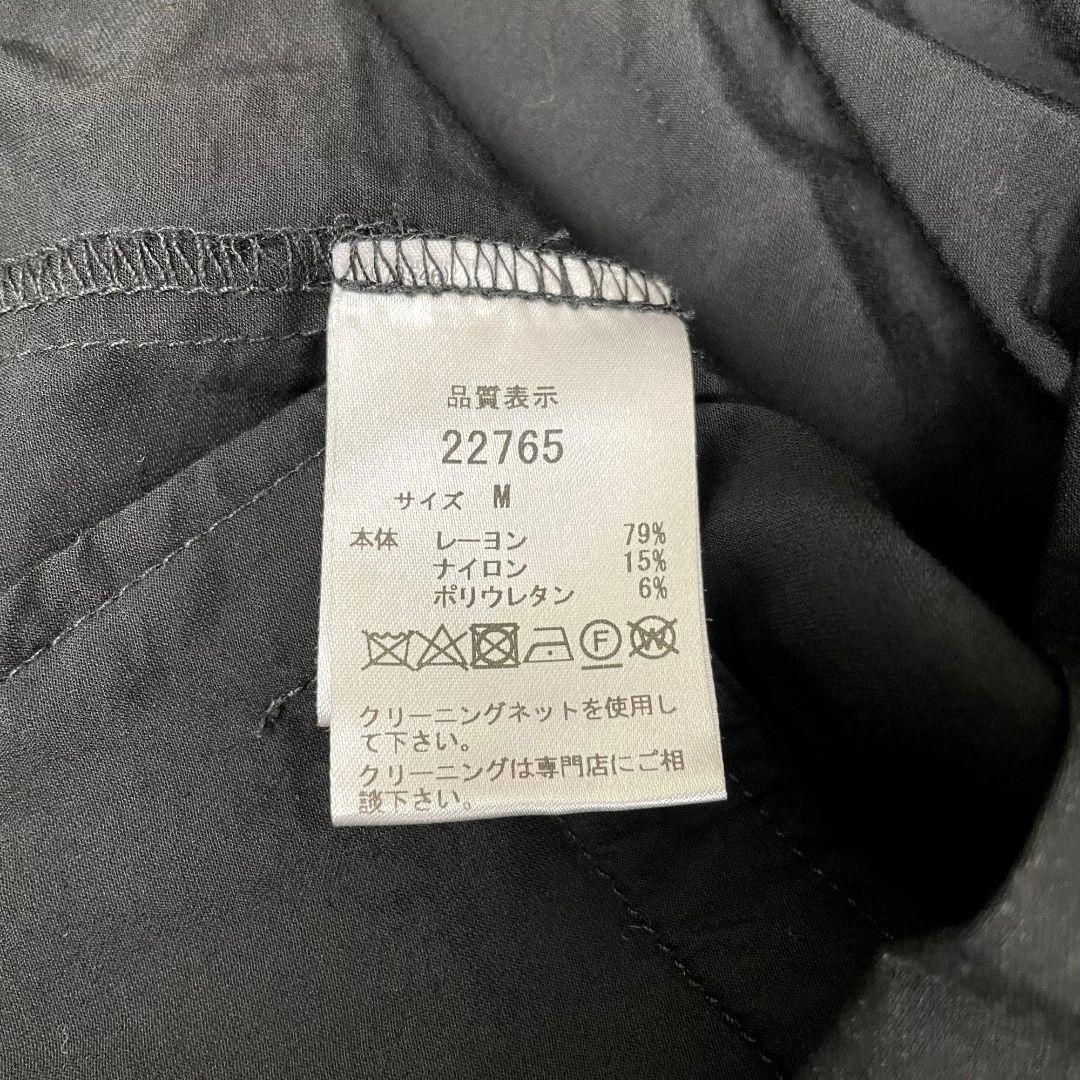 品質表示
22765
サイズ M
本体 レーヨン 79%
ナイロン 15%
ポリウレタン 6%
F W
クリーニングネットを使用し
て下さい。
クリーニングは専門店にご相
談下さい。